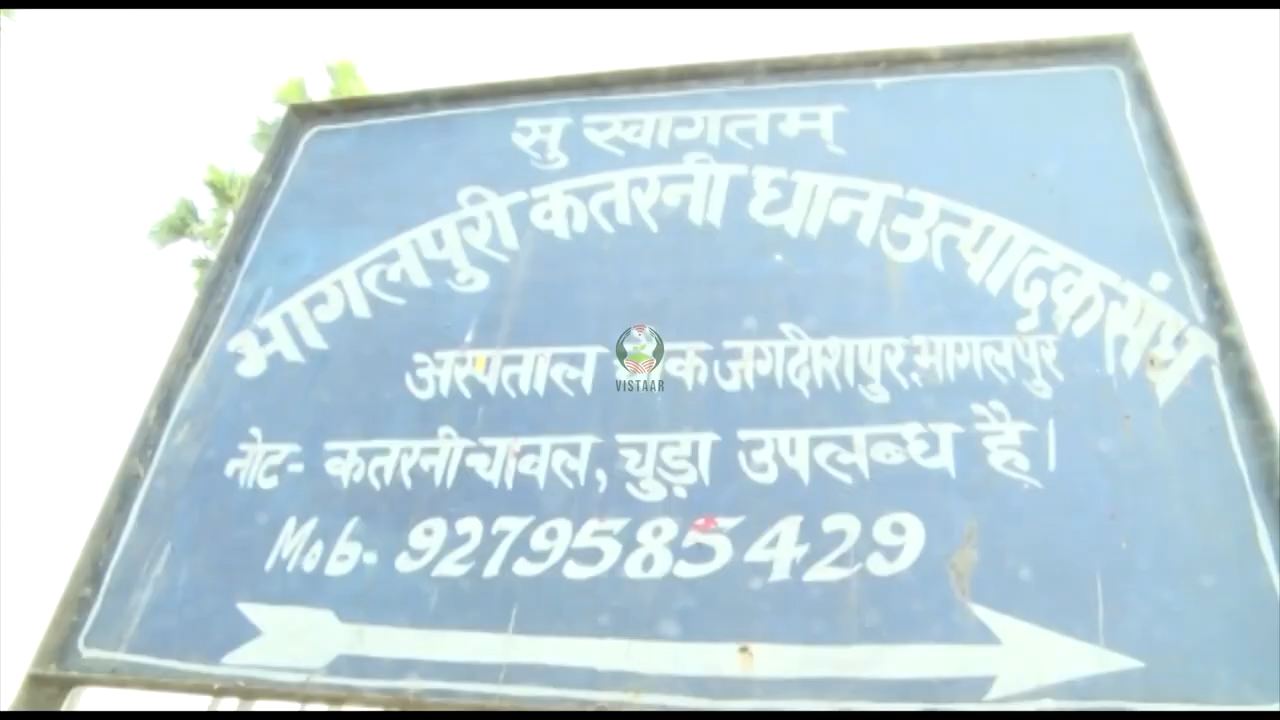 सु स्वागतम्
भागलपुरी कतरनी धान उत्पादक संघ
अस्पताल चौक जगदीशपुर, भागलपुर
नोट- कतरनी चावल, चुड़ा उपलब्ध है।
Mob- 9279585429
VISTAAR